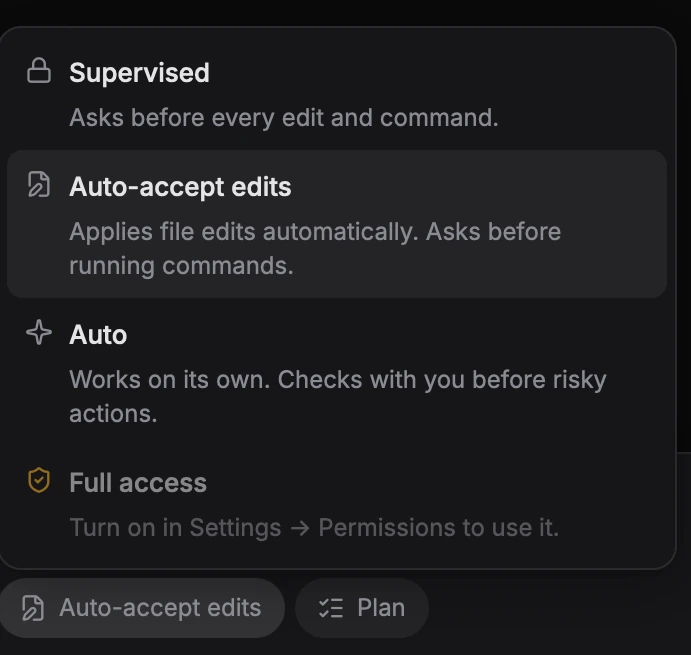 Supervised
Asks before every edit and command.
Auto-accept edits
Applies file edits automatically. Asks before
running commands.
Auto
Works on its own. Checks with you before risky
actions.
Full access
Turn on in Settings → Permissions to use it.
Auto-accept edits
Plan